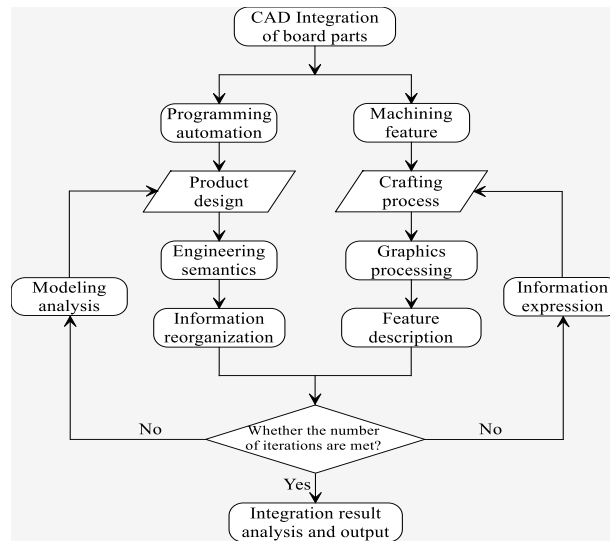 CAD Integration
of board parts
Programming
automation
Machining
feature
Product
design
Crafting
process
Engineering
semantics
Graphics
processing
Modeling
analysis
Information
expression
Information
reorganization
Feature
description
No
Whether the number
of iterations are met?
No
Yes
Integration result
analysis and output